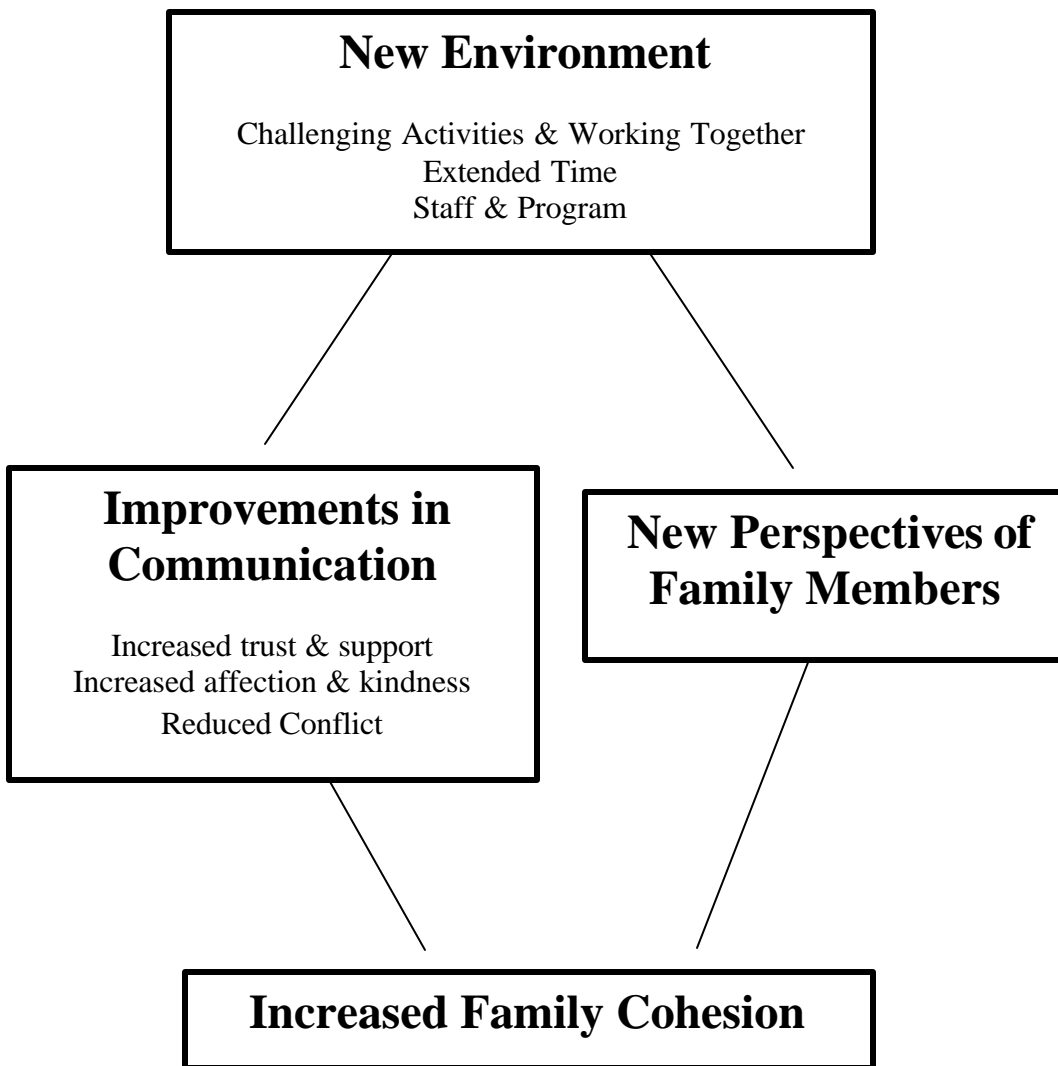 New Environment
Challenging Activities & Working Together
Extended Time
Staff & Program
Improvements in
Communication
Increased trust & support
Increased affection & kindness
Reduced Conflict
New Perspectives of
Family Members
Increased Family Cohesion